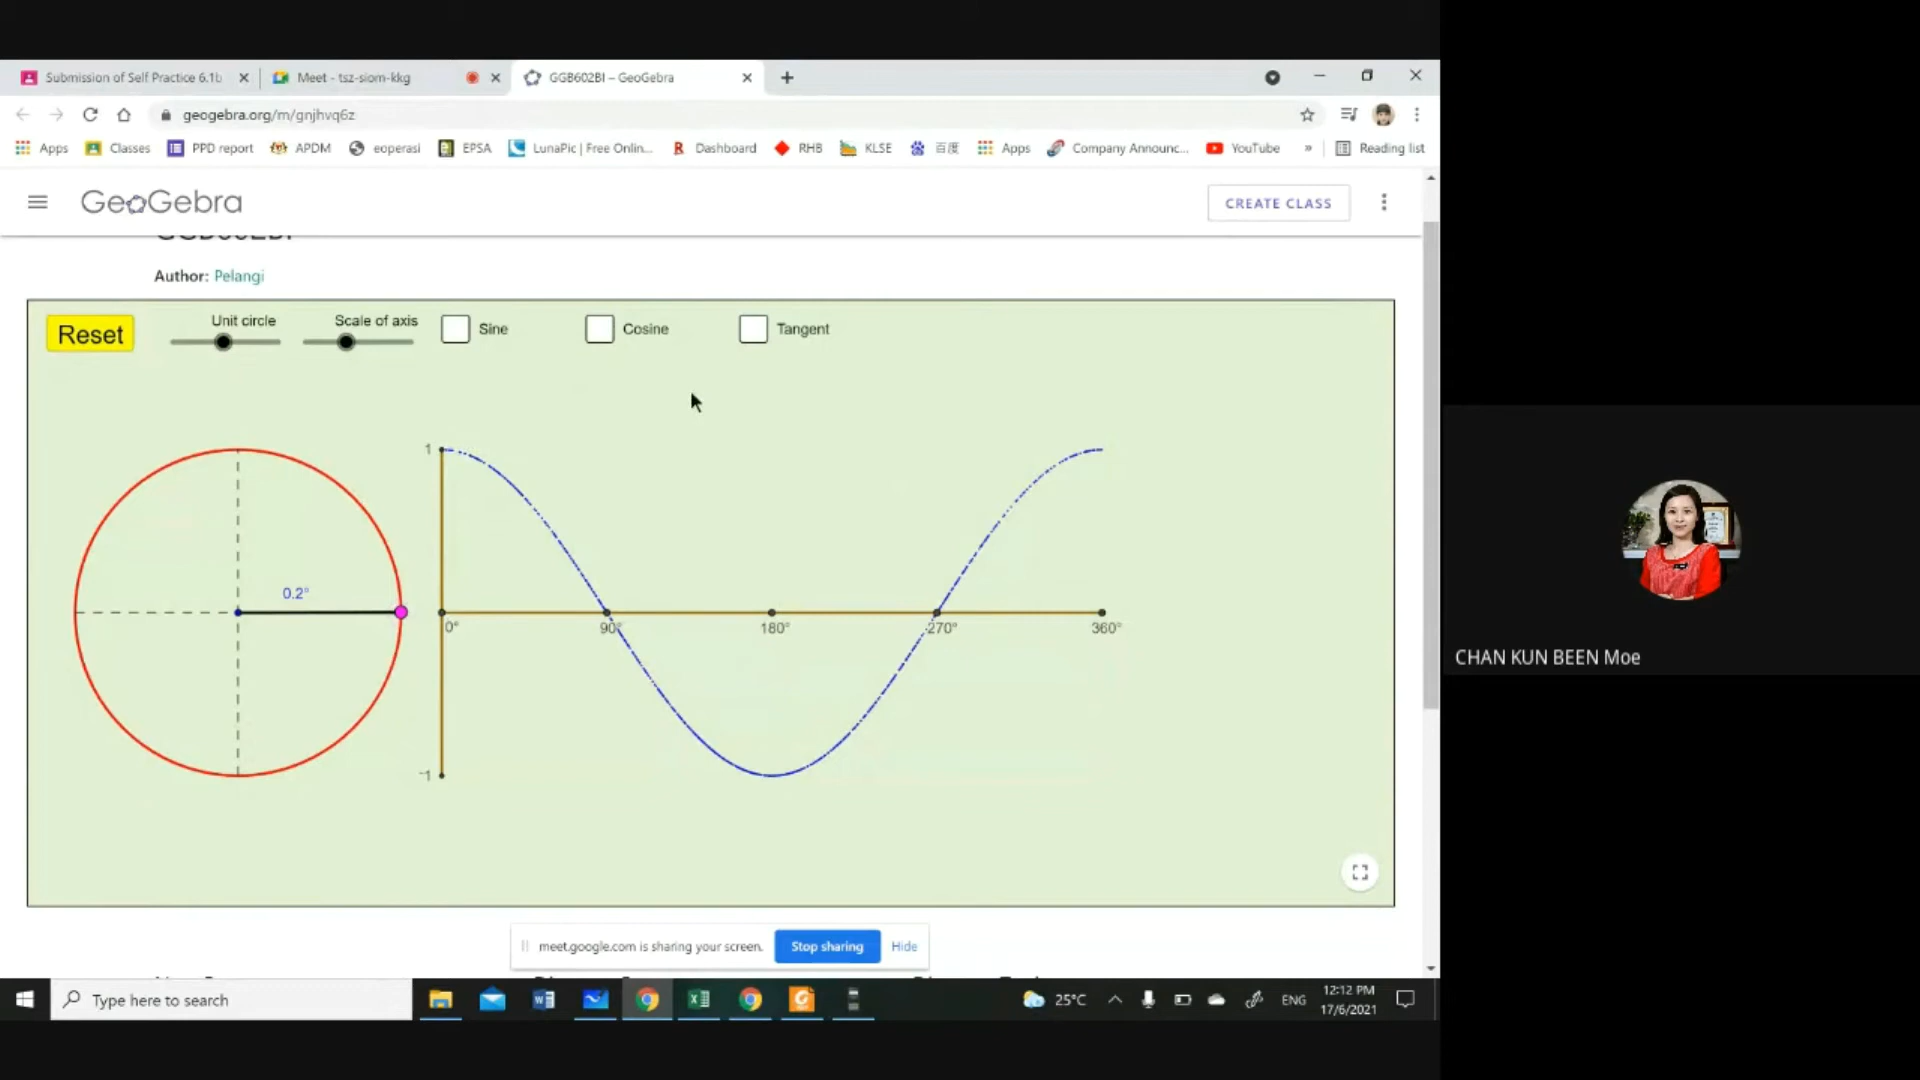 Submission of Self Practice 6.1b
Meet - tsz-siom-kkg
GGB602BI – GeoGebra
geogebra.org/m/gnjhvq6z
Apps
Classes
PPD report
APDM
eoperasi
EPSA
LunaPic | Free Onlin...
Dashboard
RHB
KLSE
百度
Apps
Company Announc...
YouTube
»
Reading list
GeoGebra
CREATE CLASS
GGB602BI
Author: Pelangi
Reset
Unit circle
Scale of axis
Sine
Cosine
Tangent
1
0.2°
0°
90°
180°
270°
360°
-1
CHAN KUN BEEN Moe
meet.google.com is sharing your screen.
Stop sharing
Hide
Type here to search
25°C
ENG
12:12 PM
17/6/2021